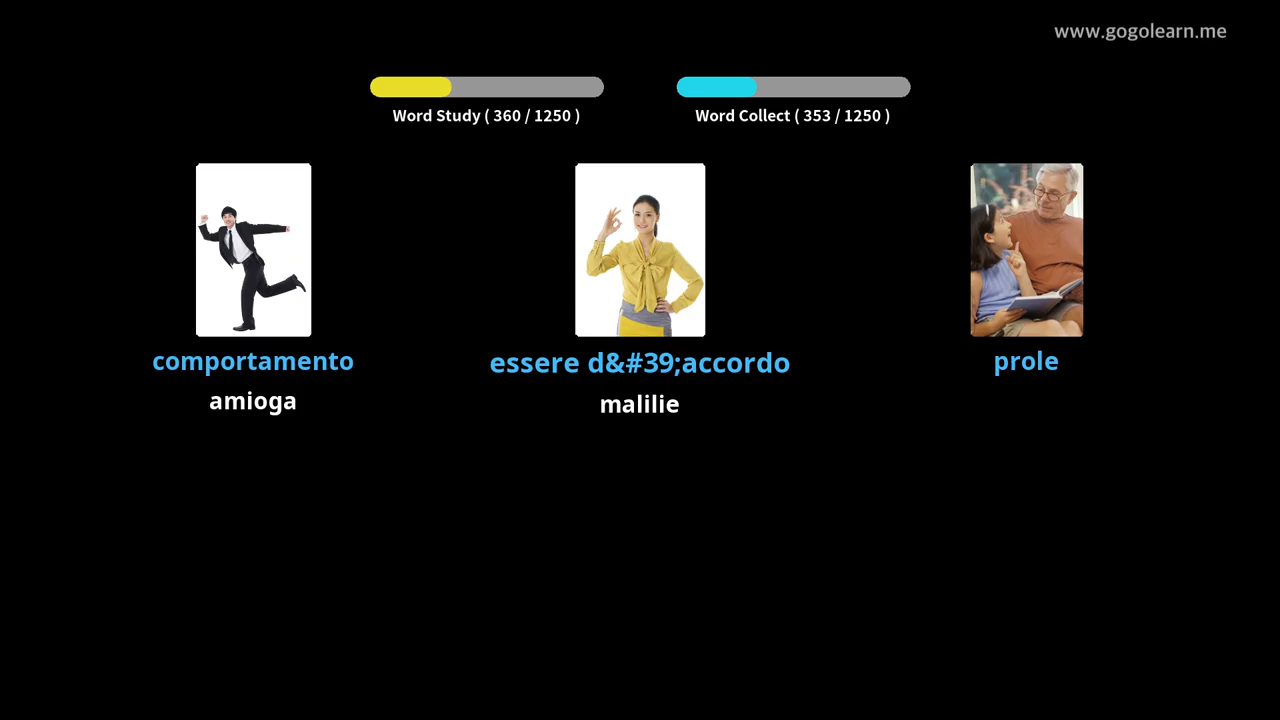 www.gogolearn.me
Word Study ( 360 / 1250 )
Word Collect ( 353 / 1250 )
comportamento
amioga
essere d&#39;accordo
malilie
prole